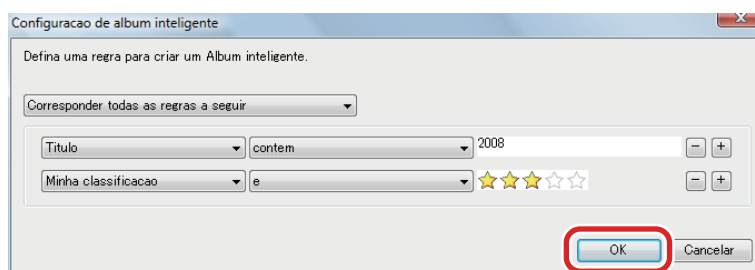 Configuracao de album inteligente
Defina uma regra para criar um Album inteligente.
Corresponder todas as regras a seguir
Titulo contem 2008 - +
Minha classificacao e - +
OK Cancelar